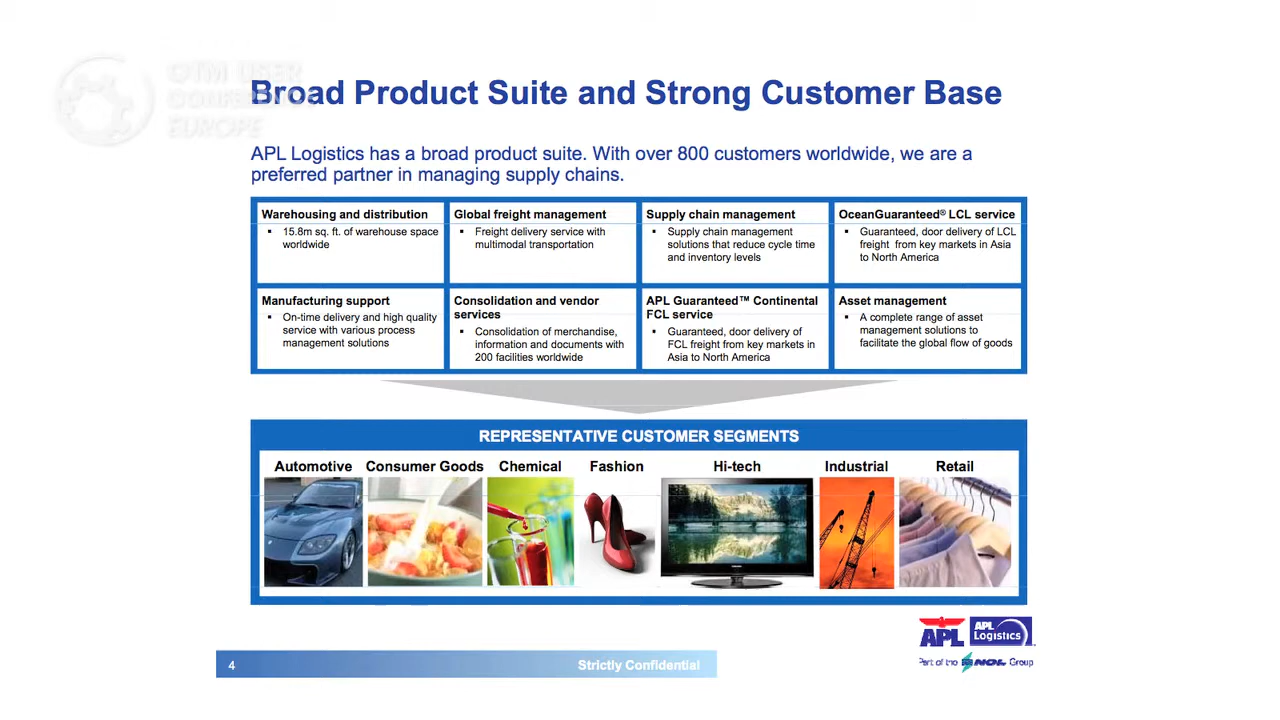 OTM USER
CONFERENCE
EUROPE
Broad Product Suite and Strong Customer Base
APL Logistics has a broad product suite. With over 800 customers worldwide, we are a
preferred partner in managing supply chains.
Warehousing and distribution
▪ 15.8m sq. ft. of warehouse space
worldwide
Global freight management
▪ Freight delivery service with
multimodal transportation
Supply chain management
▪ Supply chain management
solutions that reduce cycle time
and inventory levels
OceanGuaranteed® LCL service
▪ Guaranteed, door delivery of LCL
freight from key markets in Asia
to North America
Manufacturing support
▪ On-time delivery and high quality
service with various process
management solutions
Consolidation and vendor
services
▪ Consolidation of merchandise,
information and documents with
200 facilities worldwide
APL Guaranteed™ Continental
FCL service
▪ Guaranteed, door delivery of
FCL freight from key markets in
Asia to North America
Asset management
▪ A complete range of asset
management solutions to
facilitate the global flow of goods
REPRESENTATIVE CUSTOMER SEGMENTS
Automotive
Consumer Goods
Chemical
Fashion
Hi-tech
Industrial
Retail
APL
APL
Logistics
Part of the NOL Group
4
Strictly Confidential